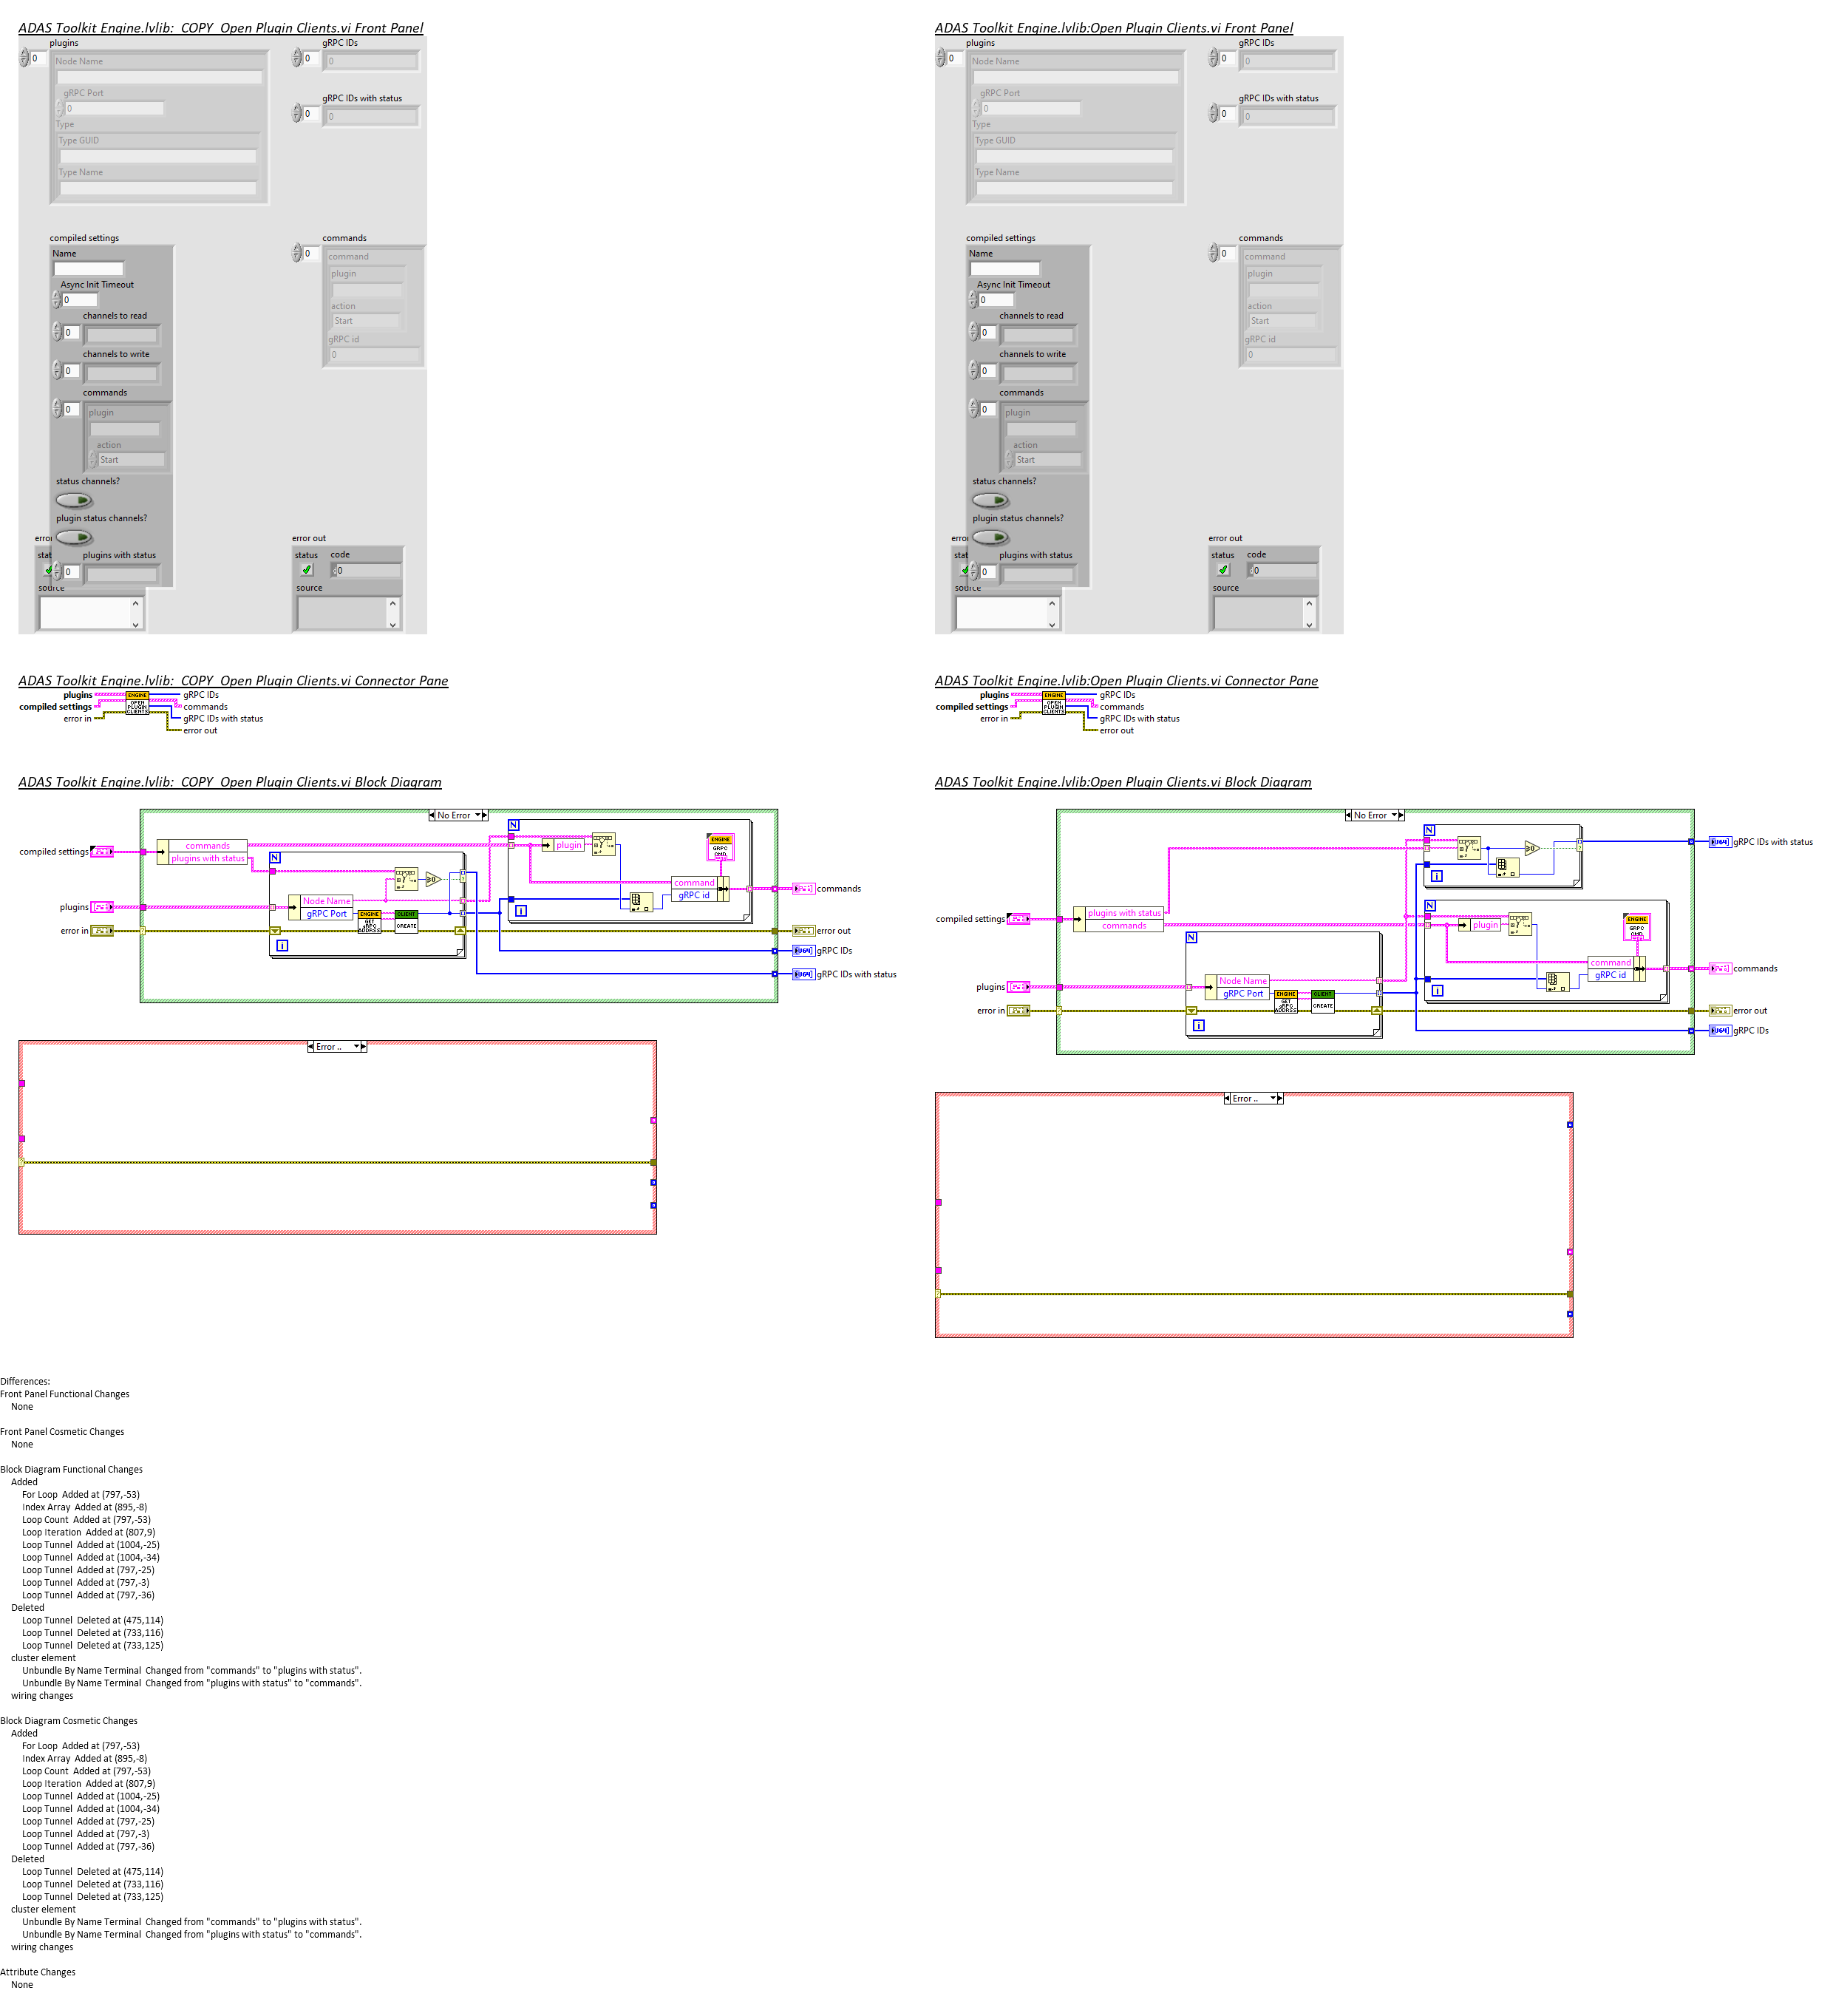 ADAS Toolkit Engine.lvlib:  COPY  Open Plugin Clients.vi Front Panel
plugins
0
Node Name
gRPC Port
0
Type
Type GUID
Type Name
gRPC IDs
0
0
gRPC IDs with status
0
0
compiled settings
Name
Async Init Timeout
0
channels to read
0
channels to write
0
commands
0
plugin
action
Start
status channels?
plugin status channels?
plugins with status
0
commands
0
command
plugin
action
Start
gRPC id
0
source
error out
status
code
0
source
ADAS Toolkit Engine.lvlib:Open Plugin Clients.vi Front Panel
plugins
0
Node Name
gRPC Port
0
Type
Type GUID
Type Name
gRPC IDs
0
0
gRPC IDs with status
0
0
compiled settings
Name
Async Init Timeout
0
channels to read
0
channels to write
0
commands
0
plugin
action
Start
status channels?
plugin status channels?
plugins with status
0
commands
0
command
plugin
action
Start
gRPC id
0
source
error out
status
code
0
source
ADAS Toolkit Engine.lvlib:  COPY  Open Plugin Clients.vi Connector Pane
plugins
compiled settings
error in
ENGINE
OPEN
PLUGIN
CLIENTS
gRPC IDs
commands
gRPC IDs with status
error out
ADAS Toolkit Engine.lvlib:Open Plugin Clients.vi Connector Pane
plugins
compiled settings
error in
ENGINE
OPEN
PLUGIN
CLIENTS
gRPC IDs
commands
gRPC IDs with status
error out
ADAS Toolkit Engine.lvlib:  COPY  Open Plugin Clients.vi Block Diagram
No Error
compiled settings
commands
plugins with status
N
N
plugin
ENGINE
GRPC
CMD
Node Name
gRPC Port
ENGINE
GET
gRPC
ADDRSS
CLIENT
CREATE
command
gRPC id
i
i
plugins
error in
commands
error out
gRPC IDs
gRPC IDs with status
Error ..
ADAS Toolkit Engine.lvlib:Open Plugin Clients.vi Block Diagram
No Error
N
i
gRPC IDs with status
compiled settings
plugins with status
commands
N
plugin
ENGINE
GRPC
CMD
command
gRPC id
i
N
Node Name
gRPC Port
ENGINE
GET
gRPC
ADDRSS
CLIENT
CREATE
i
plugins
error in
commands
error out
gRPC IDs
Error ..
Differences:
Front Panel Functional Changes
None
Front Panel Cosmetic Changes
None
Block Diagram Functional Changes
Added
For Loop  Added at (797,-53)
Index Array  Added at (895,-8)
Loop Count  Added at (797,-53)
Loop Iteration  Added at (807,9)
Loop Tunnel  Added at (1004,-25)
Loop Tunnel  Added at (1004,-34)
Loop Tunnel  Added at (797,-25)
Loop Tunnel  Added at (797,-3)
Loop Tunnel  Added at (797,-36)
Deleted
Loop Tunnel  Deleted at (475,114)
Loop Tunnel  Deleted at (733,116)
Loop Tunnel  Deleted at (733,125)
cluster element
Unbundle By Name Terminal  Changed from "commands" to "plugins with status".
Unbundle By Name Terminal  Changed from "plugins with status" to "commands".
wiring changes
Block Diagram Cosmetic Changes
Added
For Loop  Added at (797,-53)
Index Array  Added at (895,-8)
Loop Count  Added at (797,-53)
Loop Iteration  Added at (807,9)
Loop Tunnel  Added at (1004,-25)
Loop Tunnel  Added at (1004,-34)
Loop Tunnel  Added at (797,-25)
Loop Tunnel  Added at (797,-3)
Loop Tunnel  Added at (797,-36)
Deleted
Loop Tunnel  Deleted at (475,114)
Loop Tunnel  Deleted at (733,116)
Loop Tunnel  Deleted at (733,125)
cluster element
Unbundle By Name Terminal  Changed from "commands" to "plugins with status".
Unbundle By Name Terminal  Changed from "plugins with status" to "commands".
wiring changes
Attribute Changes
None